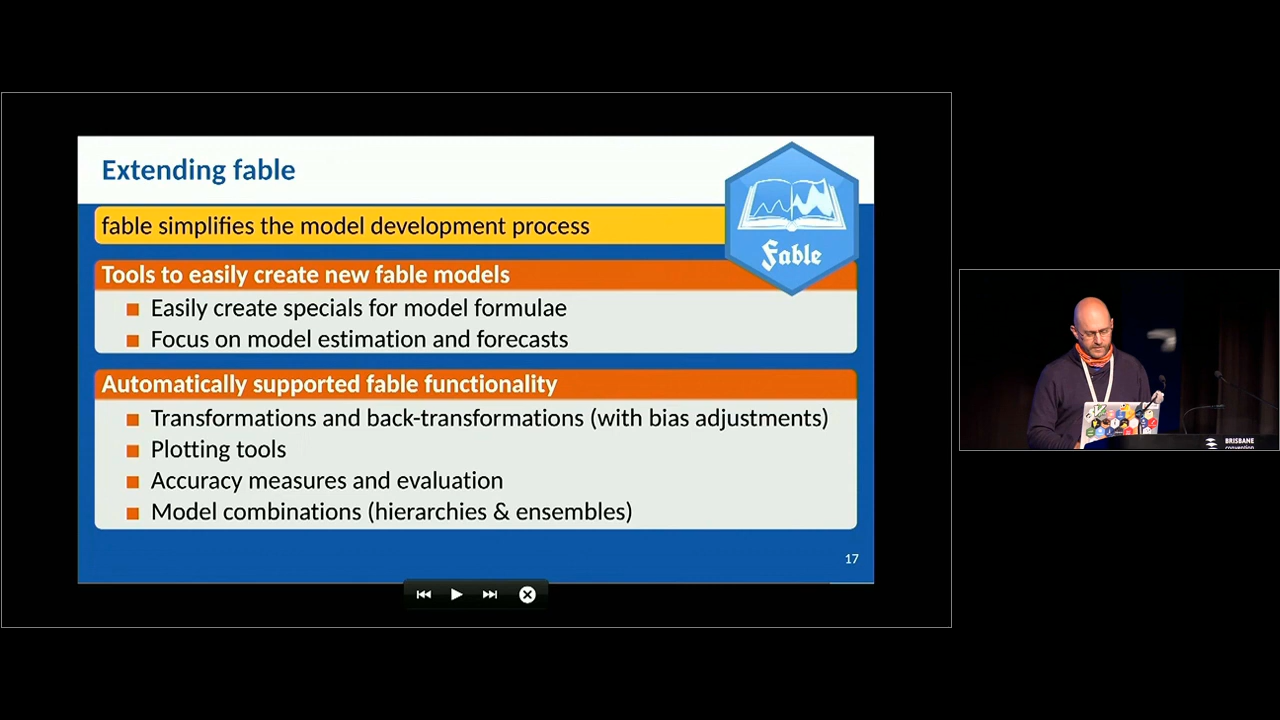 Extending fable
fable simplifies the model development process
Fable
Tools to easily create new fable models
Easily create specials for model formulae
Focus on model estimation and forecasts
Automatically supported fable functionality
Transformations and back-transformations (with bias adjustments)
Plotting tools
Accuracy measures and evaluation
Model combinations (hierarchies & ensembles)
17
BRISBANE
convention